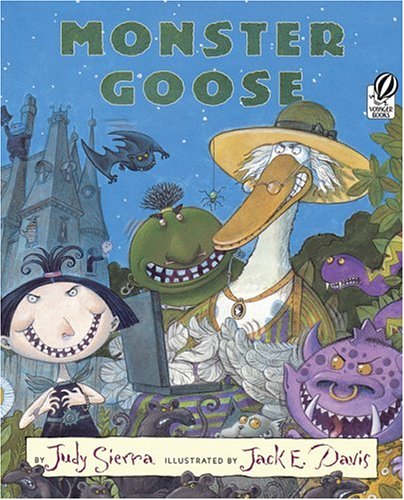 MONSTER
GOOSE
VOYAGER
BOOKS
BY Judy Sierra ILLUSTRATED BY Jack E. Davis